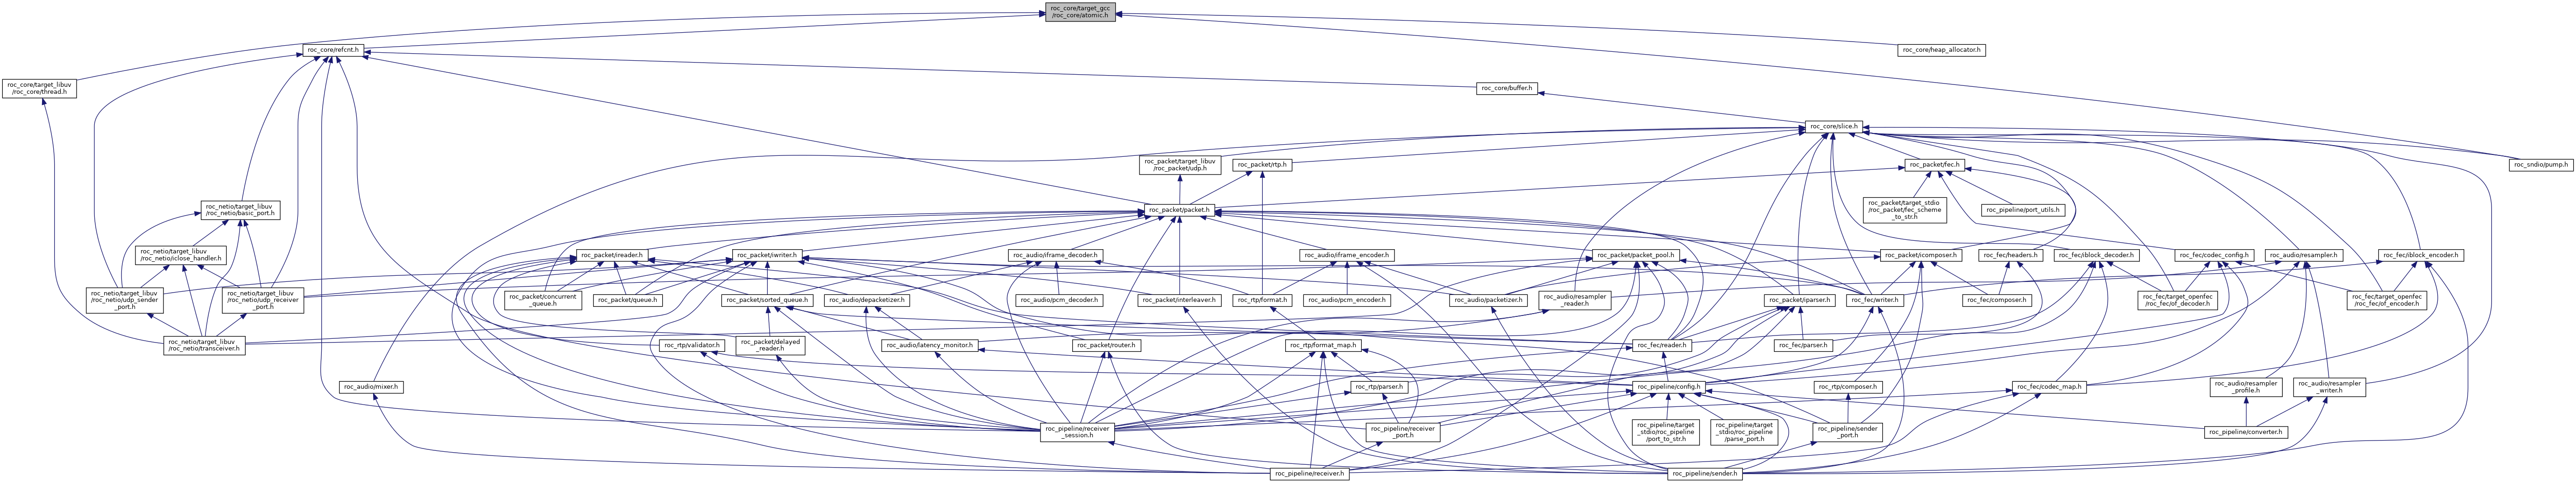 roc_core/target_gcc
/roc_core/atomic.h
roc_core/refcnt.h
roc_core/heap_allocator.h
roc_core/target_libuv
/roc_core/thread.h
roc_core/buffer.h
roc_core/slice.h
roc_packet/target_libuv
/roc_packet/udp.h
roc_packet/rtp.h
roc_packet/fec.h
roc_sndio/pump.h
roc_netio/target_libuv
/roc_netio/basic_port.h
roc_packet/packet.h
roc_packet/target_stdio
/roc_packet/fec_scheme
_to_str.h
roc_pipeline/port_utils.h
roc_netio/target_libuv
/roc_netio/iclose_handler.h
roc_packet/ireader.h
roc_packet/iwriter.h
roc_audio/iframe_decoder.h
roc_audio/iframe_encoder.h
roc_packet/packet_pool.h
roc_packet/icomposer.h
roc_fec/headers.h
roc_fec/iblock_decoder.h
roc_fec/codec_config.h
roc_audio/resampler.h
roc_fec/iblock_encoder.h
roc_netio/target_libuv
/roc_netio/udp_sender
_port.h
roc_netio/target_libuv
/roc_netio/udp_receiver
_port.h
roc_packet/concurrent
_queue.h
roc_packet/queue.h
roc_packet/sorted_queue.h
roc_audio/depacketizer.h
roc_audio/pcm_decoder.h
roc_packet/interleaver.h
roc_rtp/format.h
roc_audio/pcm_encoder.h
roc_audio/packetizer.h
roc_audio/resampler
_reader.h
roc_packet/iparser.h
roc_fec/writer.h
roc_fec/composer.h
roc_fec/target_openfec
/roc_fec/of_decoder.h
roc_fec/target_openfec
/roc_fec/of_encoder.h
roc_netio/target_libuv
/roc_netio/transceiver.h
roc_rtp/validator.h
roc_packet/delayed
_reader.h
roc_audio/latency_monitor.h
roc_packet/router.h
roc_rtp/format_map.h
roc_fec/reader.h
roc_fec/parser.h
roc_audio/mixer.h
roc_rtp/parser.h
roc_pipeline/config.h
roc_rtp/composer.h
roc_fec/codec_map.h
roc_audio/resampler
_profile.h
roc_audio/resampler
_writer.h
roc_pipeline/receiver
_session.h
roc_pipeline/receiver
_port.h
roc_pipeline/target
_stdio/roc_pipeline
/port_to_str.h
roc_pipeline/target
_stdio/roc_pipeline
/parse_port.h
roc_pipeline/sender
_port.h
roc_pipeline/converter.h
roc_pipeline/receiver.h
roc_pipeline/sender.h